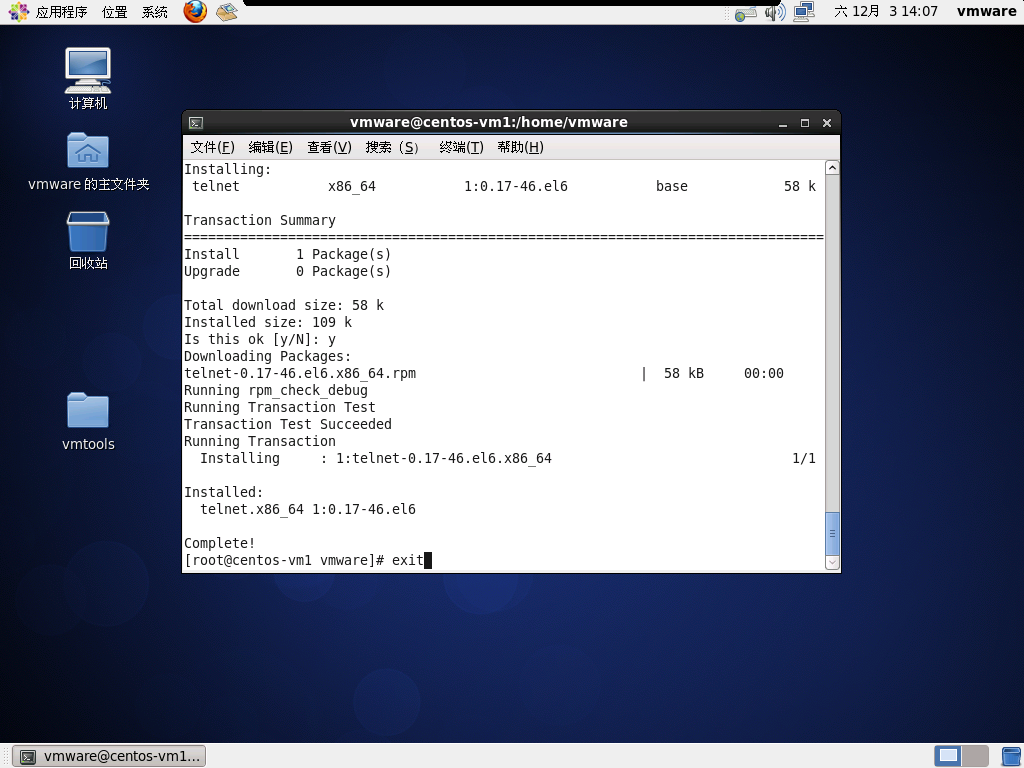 应用程序 位置 系统 六 12月 3 14:07 vmware
计算机
vmware 的主文件夹
回收站
vmtools
vmware@centos-vm1:/home/vmware
文件(F) 编辑(E) 查看(V) 搜索 (S) 终端(T) 帮助(H)
Installing:
telnet x86_64 1:0.17-46.el6 base 58 k
Transaction Summary
================================================================================
Install 1 Package(s)
Upgrade 0 Package(s)
Total download size: 58 k
Installed size: 109 k
Is this ok [y/N]: y
Downloading Packages:
telnet-0.17-46.el6.x86_64.rpm | 58 kB 00:00
Running rpm_check_debug
Running Transaction Test
Transaction Test Succeeded
Running Transaction
Installing : 1:telnet-0.17-46.el6.x86_64 1/1
Installed:
telnet.x86_64 1:0.17-46.el6
Complete!
[root@centos-vm1 vmware]# exit
vmware@centos-vm1...